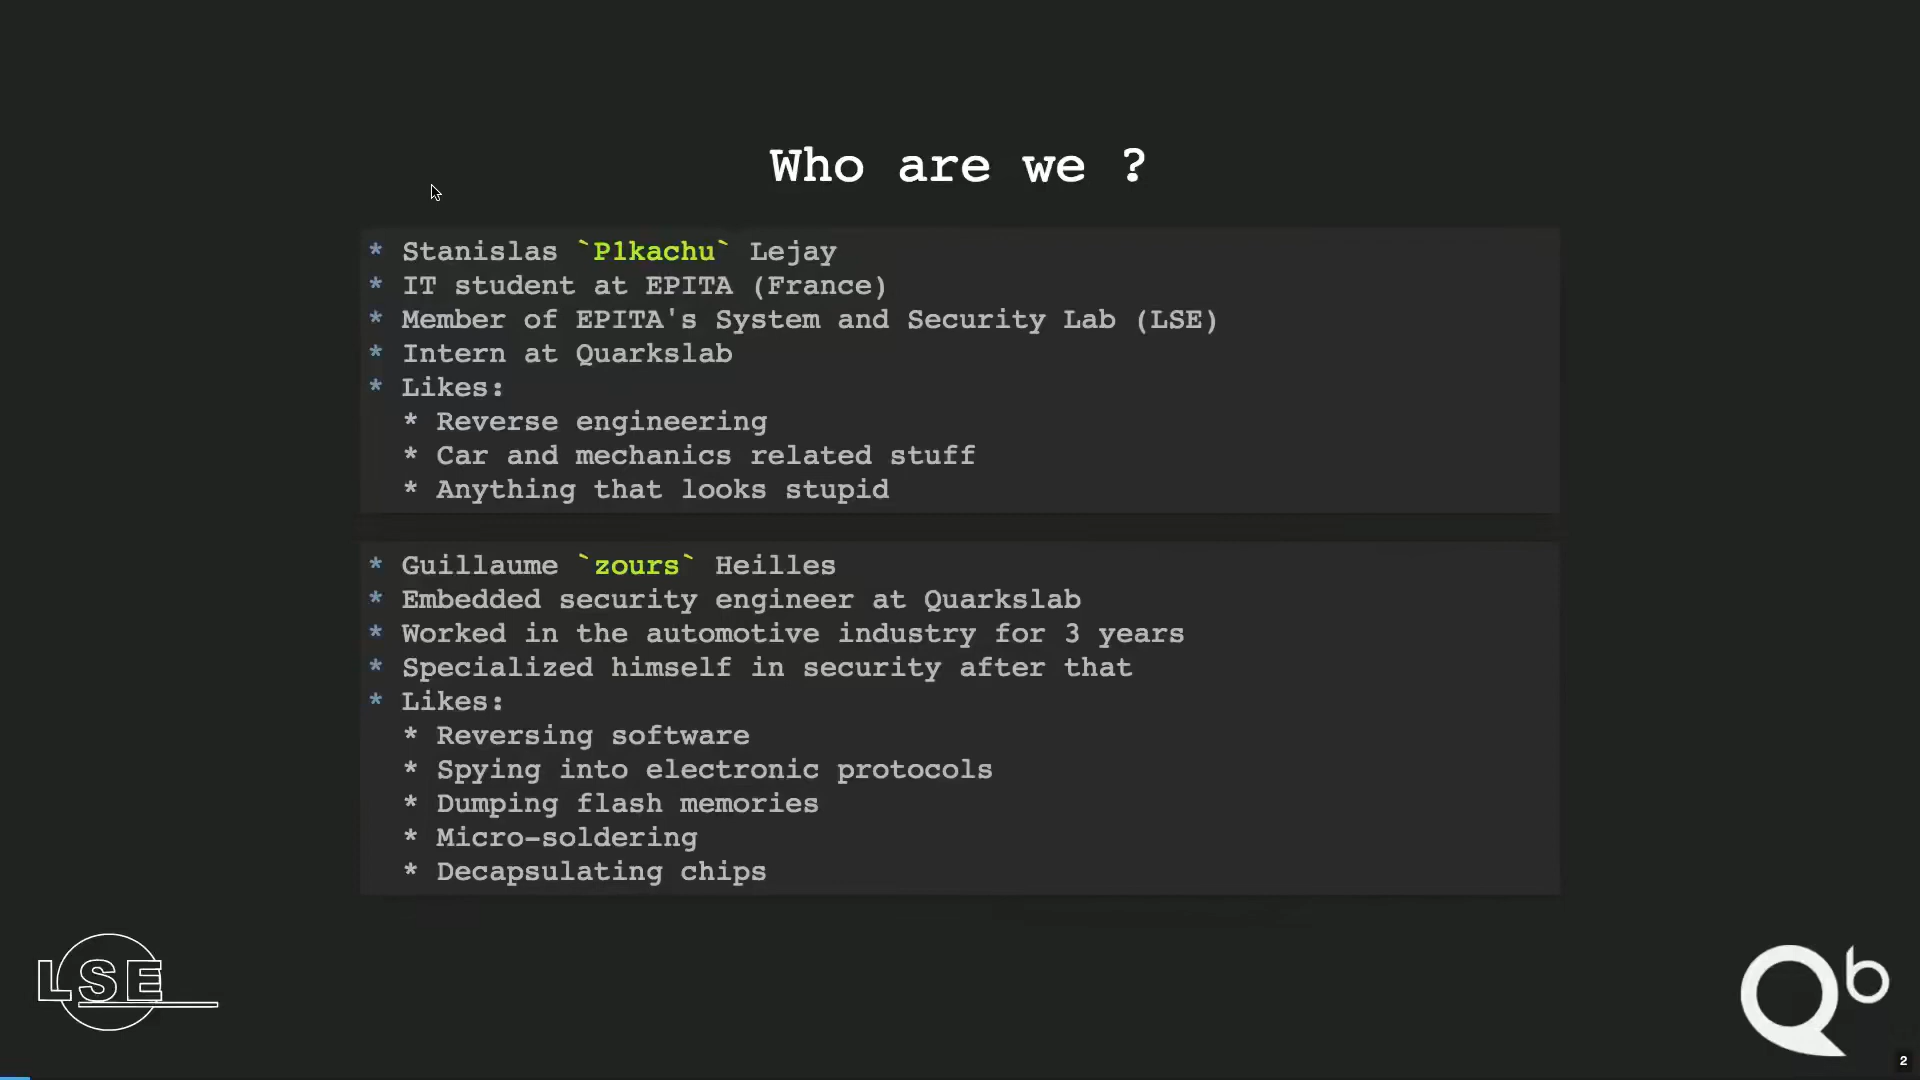 Who are we ?
* Stanislas `P1kachu` Lejay
* IT student at EPITA (France)
* Member of EPITA's System and Security Lab (LSE)
* Intern at Quarkslab
* Likes:
* Reverse engineering
* Car and mechanics related stuff
* Anything that looks stupid
* Guillaume `zours` Heilles
* Embedded security engineer at Quarkslab
* Worked in the automotive industry for 3 years
* Specialized himself in security after that
* Likes:
* Reversing software
* Spying into electronic protocols
* Dumping flash memories
* Micro-soldering
* Decapsulating chips
LSE
Qb
2